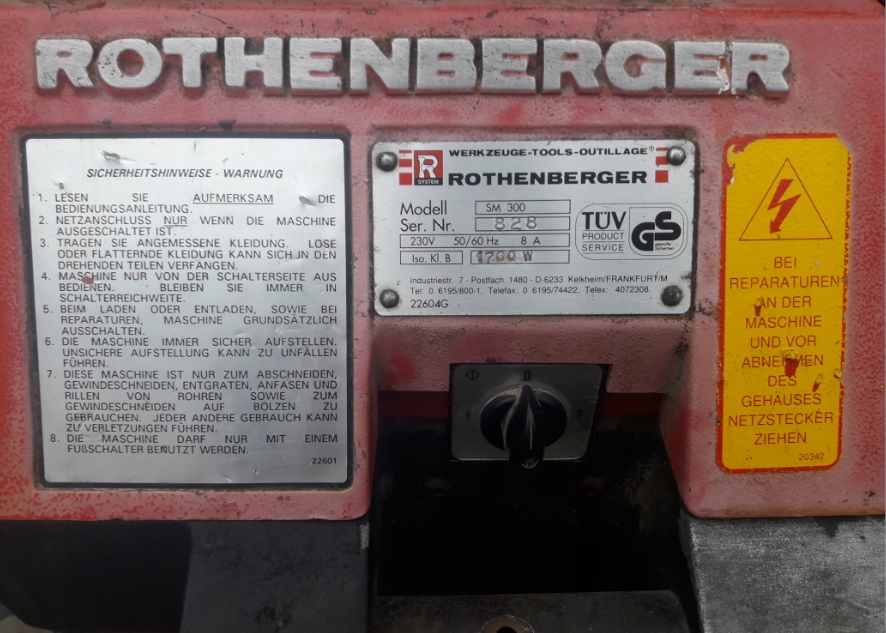 ROTHENBERGER
SICHERHEITSHINWEISE - WARNUNG
1. LESEN SIE AUFMERKSAM DIE
BEDIENUNGSANLEITUNG.
2. NETZANSCHLUSS NUR WENN DIE MASCHINE
AUSGESCHALTET IST.
3. TRAGEN SIE ANGEMESSENE KLEIDUNG. LOSE
ODER FLATTERNDE KLEIDUNG KANN SICH IN DEN
DREHENDEN TEILEN VERFANGEN.
4. MASCHINE NUR VON DER SCHALTERSEITE AUS
BEDIENEN. BLEIBEN SIE IMMER IN
SCHALTERREICHWEITE.
5. BEIM LADEN ODER ENTLADEN, SOWIE BEI
REPARATUREN, MASCHINE GRUNDSÄTZLICH
AUSSCHALTEN.
6. DIE MASCHINE IMMER SICHER AUFSTELLEN.
UNSICHERE AUFSTELLUNG KANN ZU UNFÄLLEN
FÜHREN.
7. DIESE MASCHINE IST NUR ZUM ABSCHNEIDEN,
GEWINDESCHNEIDEN, ENTGRATEN, ANFASEN UND
RILLEN VON ROHREN SOWIE ZUM
GEWINDESCHNEIDEN AUF BOLZEN ZU
GEBRAUCHEN. JEDER ANDERE GEBRAUCH KANN
ZU VERLETZUNGEN FÜHREN.
8. DIE MASCHINE DARF NUR MIT EINEM
FUßSCHALTER BENUTZT WERDEN.
22601
R
SYSTEM
WERKZEUGE-TOOLS-OUTILLAGE®
ROTHENBERGER
Modell SM 300
Ser. Nr. 828
230V 50/60 Hz 8 A
Iso. Kl. B 1700 W
TÜV
PRODUCT
SERVICE
GS
geprüfte
Sicherheit
Industriestr. 7 - Postfach 1480 - D-6233 Kelkheim/FRANKFURT/M
Tel: 0 6195/800-1, Telefax: 0 6195/74422, Telex: 4072308
22604G
0
1 2
BEI
REPARATUREN
AN DER
MASCHINE
UND VOR
ABNEHMEN
DES
GEHÄUSES
NETZSTECKER
ZIEHEN
20342